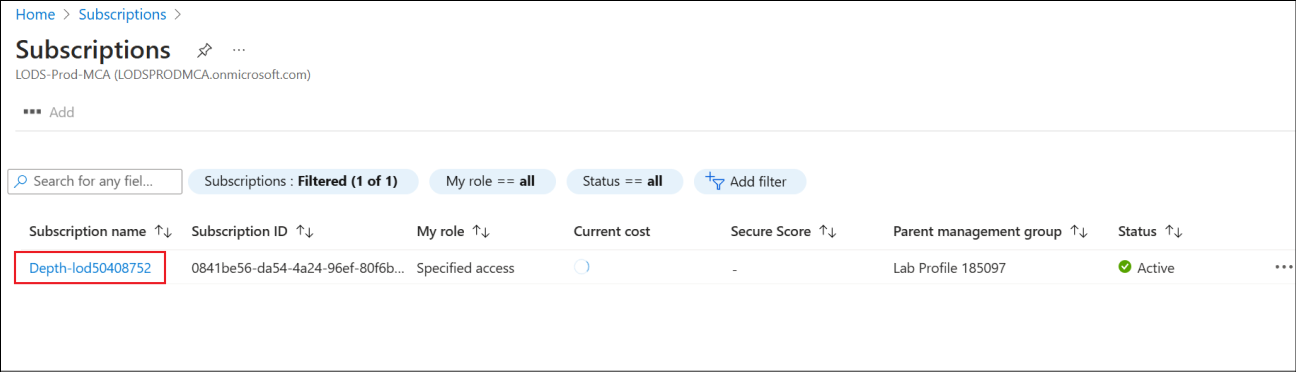 Home > Subscriptions >
Subscriptions ...
LODS-Prod-MCA (LODSPRODMCA.onmicrosoft.com)
Add
Search for any fiel... Subscriptions : Filtered (1 of 1) My role == all Status == all Add filter
Subscription name ↑↓ Subscription ID ↑↓ My role ↑↓ Current cost Secure Score ↑↓ Parent management group ↑↓ Status ↑↓
Depth-lod50408752 0841be56-da54-4a24-96ef-80f6b... Specified access - Lab Profile 185097 Active ...